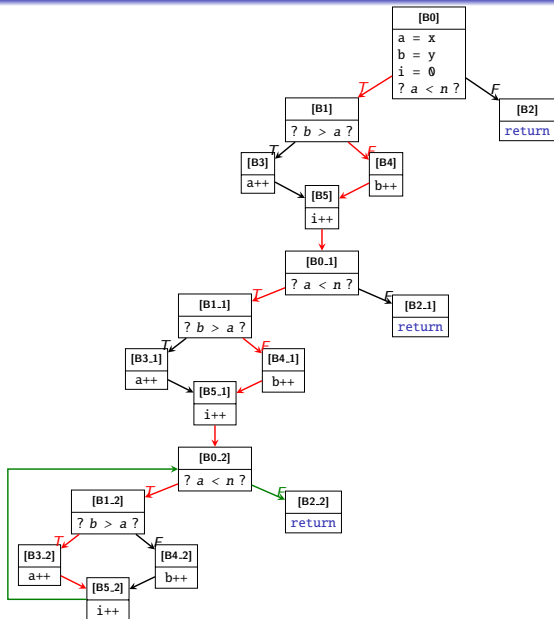 [B0]
a = x
b = y
i = 0
? a < n ?
T
F
[B2]
return
[B1]
? b > a ?
T
F
[B3]
a++
[B4]
b++
[B5]
i++
[B0_1]
? a < n ?
T
F
[B2_1]
return
[B1_1]
? b > a ?
T
F
[B3_1]
a++
[B4_1]
b++
[B5_1]
i++
[B0_2]
? a < n ?
T
F
[B2_2]
return
[B1_2]
? b > a ?
T
F
[B3_2]
a++
[B4_2]
b++
[B5_2]
i++